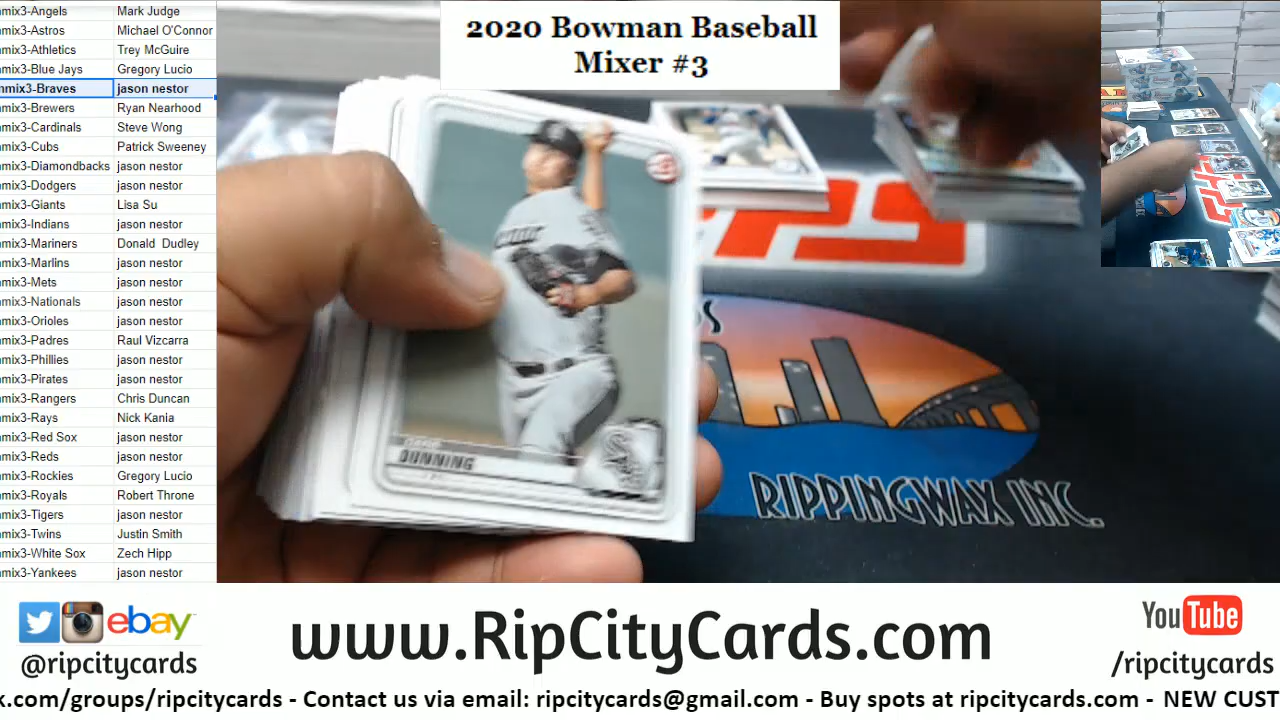 2020 Bowman Baseball
Mixer #3
mix3-Angels Mark Judge
mix3-Astros Michael O'Connor
mix3-Athletics Trey McGuire
mix3-Blue Jays Gregory Lucio
mix3-Braves jason nestor
mix3-Brewers Ryan Nearhood
mix3-Cardinals Steve Wong
mix3-Cubs Patrick Sweeney
mix3-Diamondbacks jason nestor
mix3-Dodgers jason nestor
mix3-Giants Lisa Su
mix3-Indians jason nestor
mix3-Mariners Donald Dudley
mix3-Marlins jason nestor
mix3-Mets jason nestor
mix3-Nationals jason nestor
mix3-Orioles jason nestor
mix3-Padres Raul Vizcarra
mix3-Phillies jason nestor
mix3-Pirates jason nestor
mix3-Rangers Chris Duncan
mix3-Rays Nick Kania
mix3-Red Sox jason nestor
mix3-Reds jason nestor
mix3-Rockies Gregory Lucio
mix3-Royals Robert Throne
mix3-Tigers jason nestor
mix3-Twins Justin Smith
mix3-White Sox Zech Hipp
mix3-Yankees jason nestor
DUNNING
RIPPINGWAX INC.
ebay
@ripcitycards
www.RipCityCards.com
YouTube
/ripcitycards
k.com/groups/ripcitycards - Contact us via email: ripcitycards@gmail.com - Buy spots at ripcitycards.com - NEW CUST